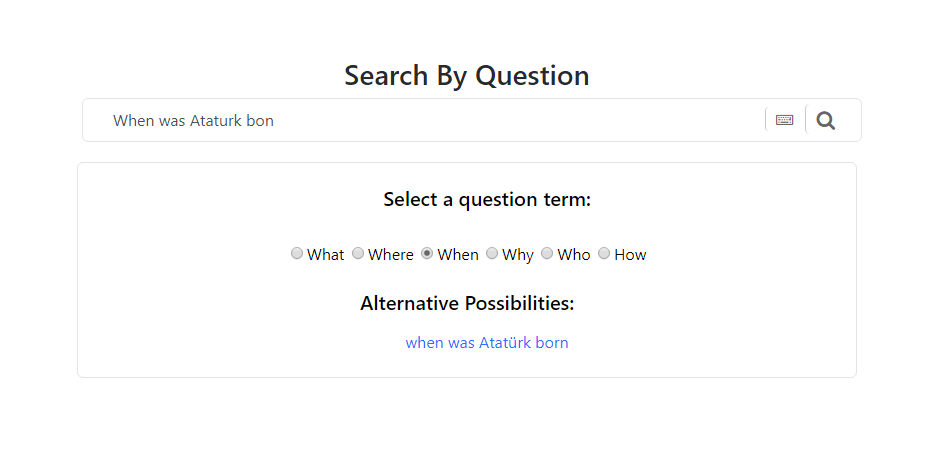 Search By Question
When was Ataturk bon
Select a question term:
What Where When Why Who How
Alternative Possibilities:
when was Atatürk born